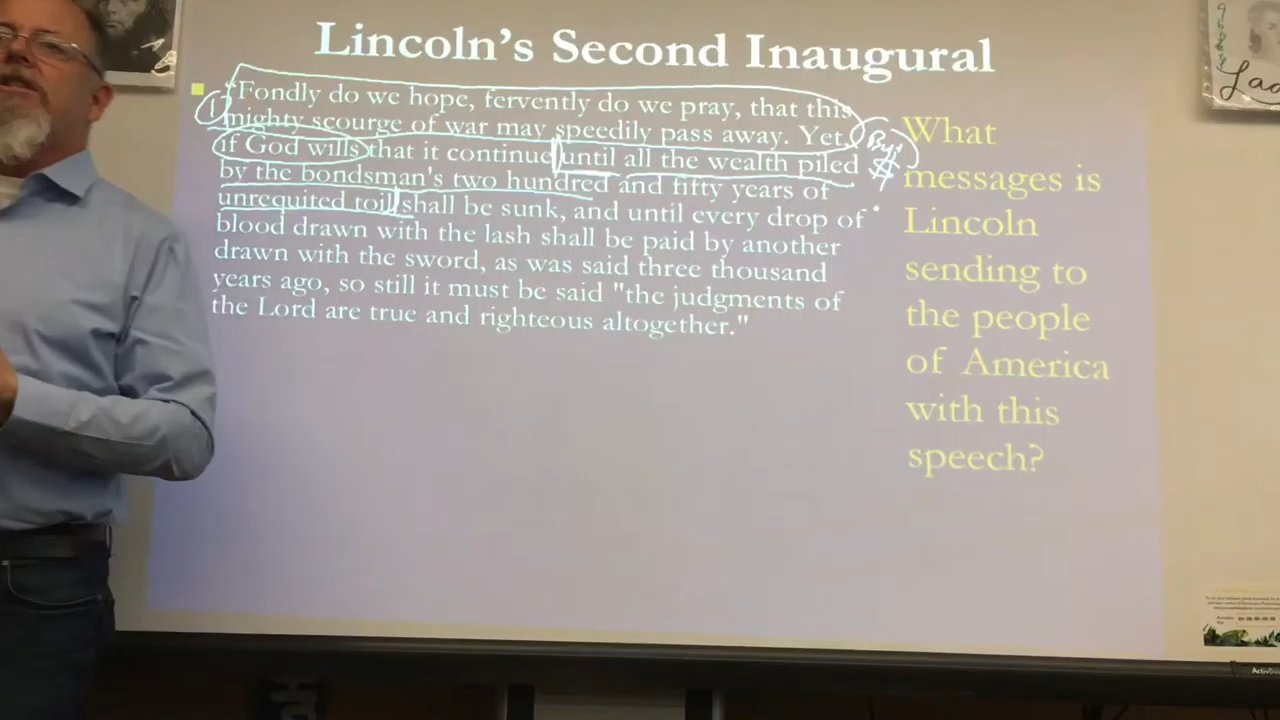 Lincoln's Second Inaugural
"Fondly do we hope, fervently do we pray, that this
mighty scourge of war may speedily pass away. Yet,
if God wills that it continue until all the wealth piled
by the bondsman's two hundred and fifty years of
unrequited toil shall be sunk, and until every drop of
blood drawn with the lash shall be paid by another
drawn with the sword, as was said three thousand
years ago, so still it must be said "the judgments of
the Lord are true and righteous altogether."
1
But
$
What
messages is
Lincoln
sending to
the people
of America
with this
speech?